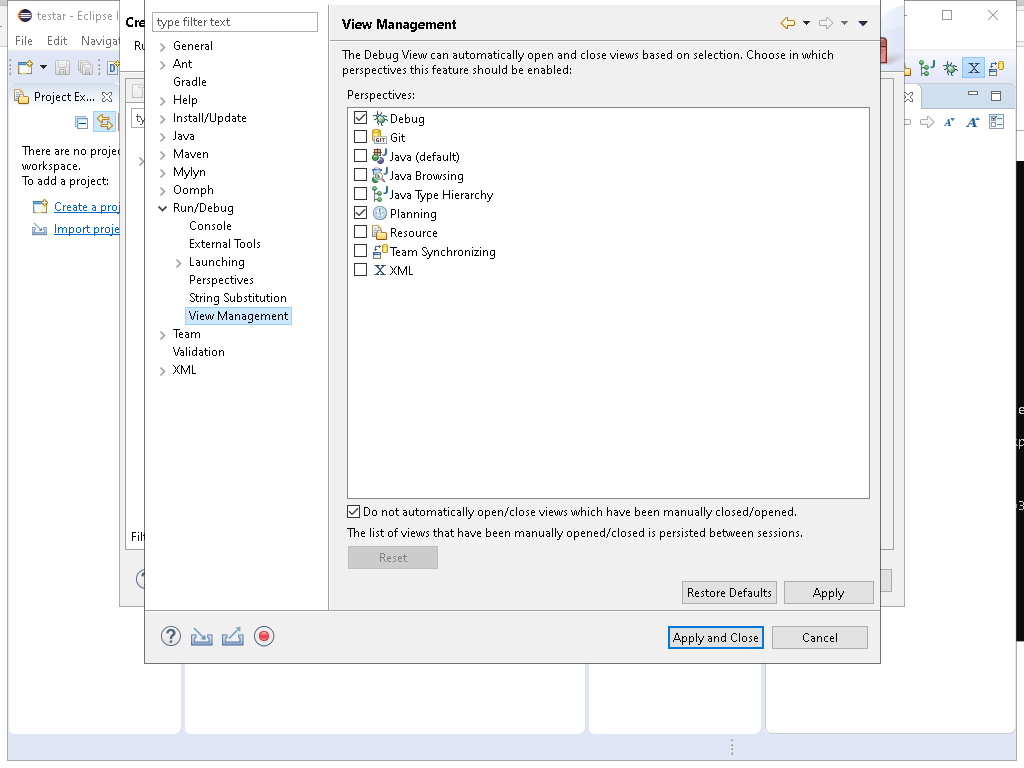 testar - Eclipse I
File Edit Navigat
Project Ex...
There are no proje
workspace.
To add a project:
Create a proj
Import proje
Cre
Ru
ty
Filt
type filter text
General
Ant
Gradle
Help
Install/Update
Java
Maven
Mylyn
Oomph
Run/Debug
Console
External Tools
Launching
Perspectives
String Substitution
View Management
Team
Validation
XML
View Management
The Debug View can automatically open and close views based on selection. Choose in which
perspectives this feature should be enabled:
Perspectives:
Debug
Git
Java (default)
Java Browsing
Java Type Hierarchy
Planning
Resource
Team Synchronizing
XML
Do not automatically open/close views which have been manually closed/opened.
The list of views that have been manually opened/closed is persisted between sessions.
Reset
Restore Defaults Apply
Apply and Close Cancel